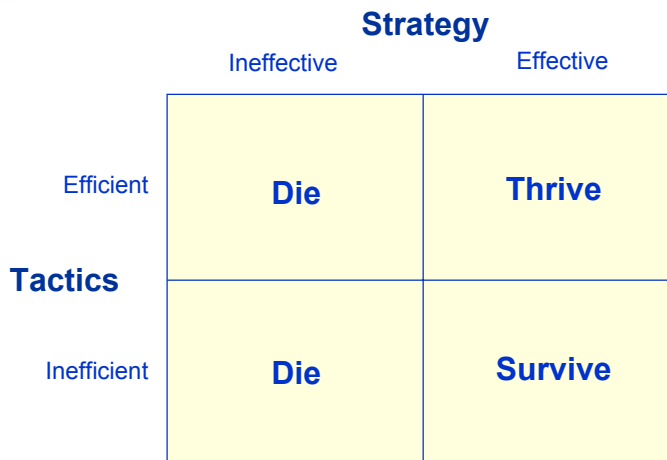 Strategy
Ineffective Effective
Efficient Die Thrive
Tactics
Inefficient Die Survive